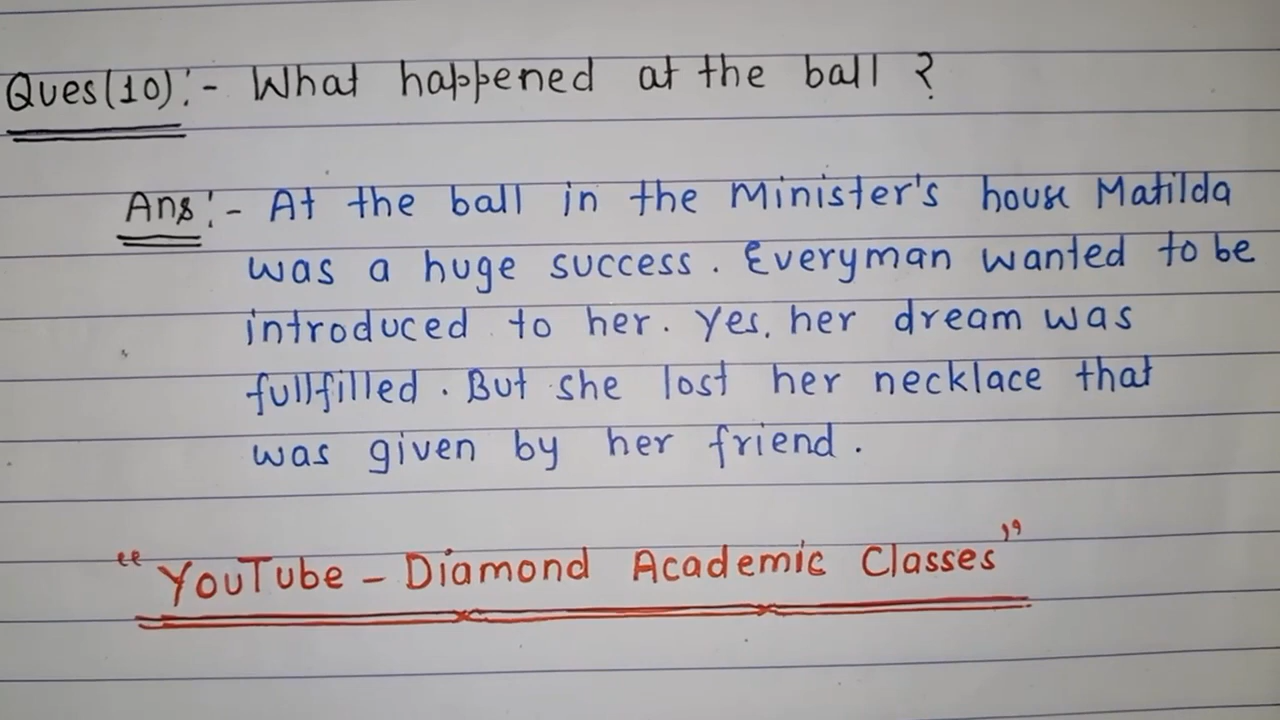 Ques(10):- What happened at the ball ?
Ans:- At the ball in the Minister's house Matilda
was a huge success. Everyman wanted to be
introduced to her. Yes, her dream was
fullfilled. But she lost her necklace that
was given by her friend.
"YouTube - Diamond Academic Classes"